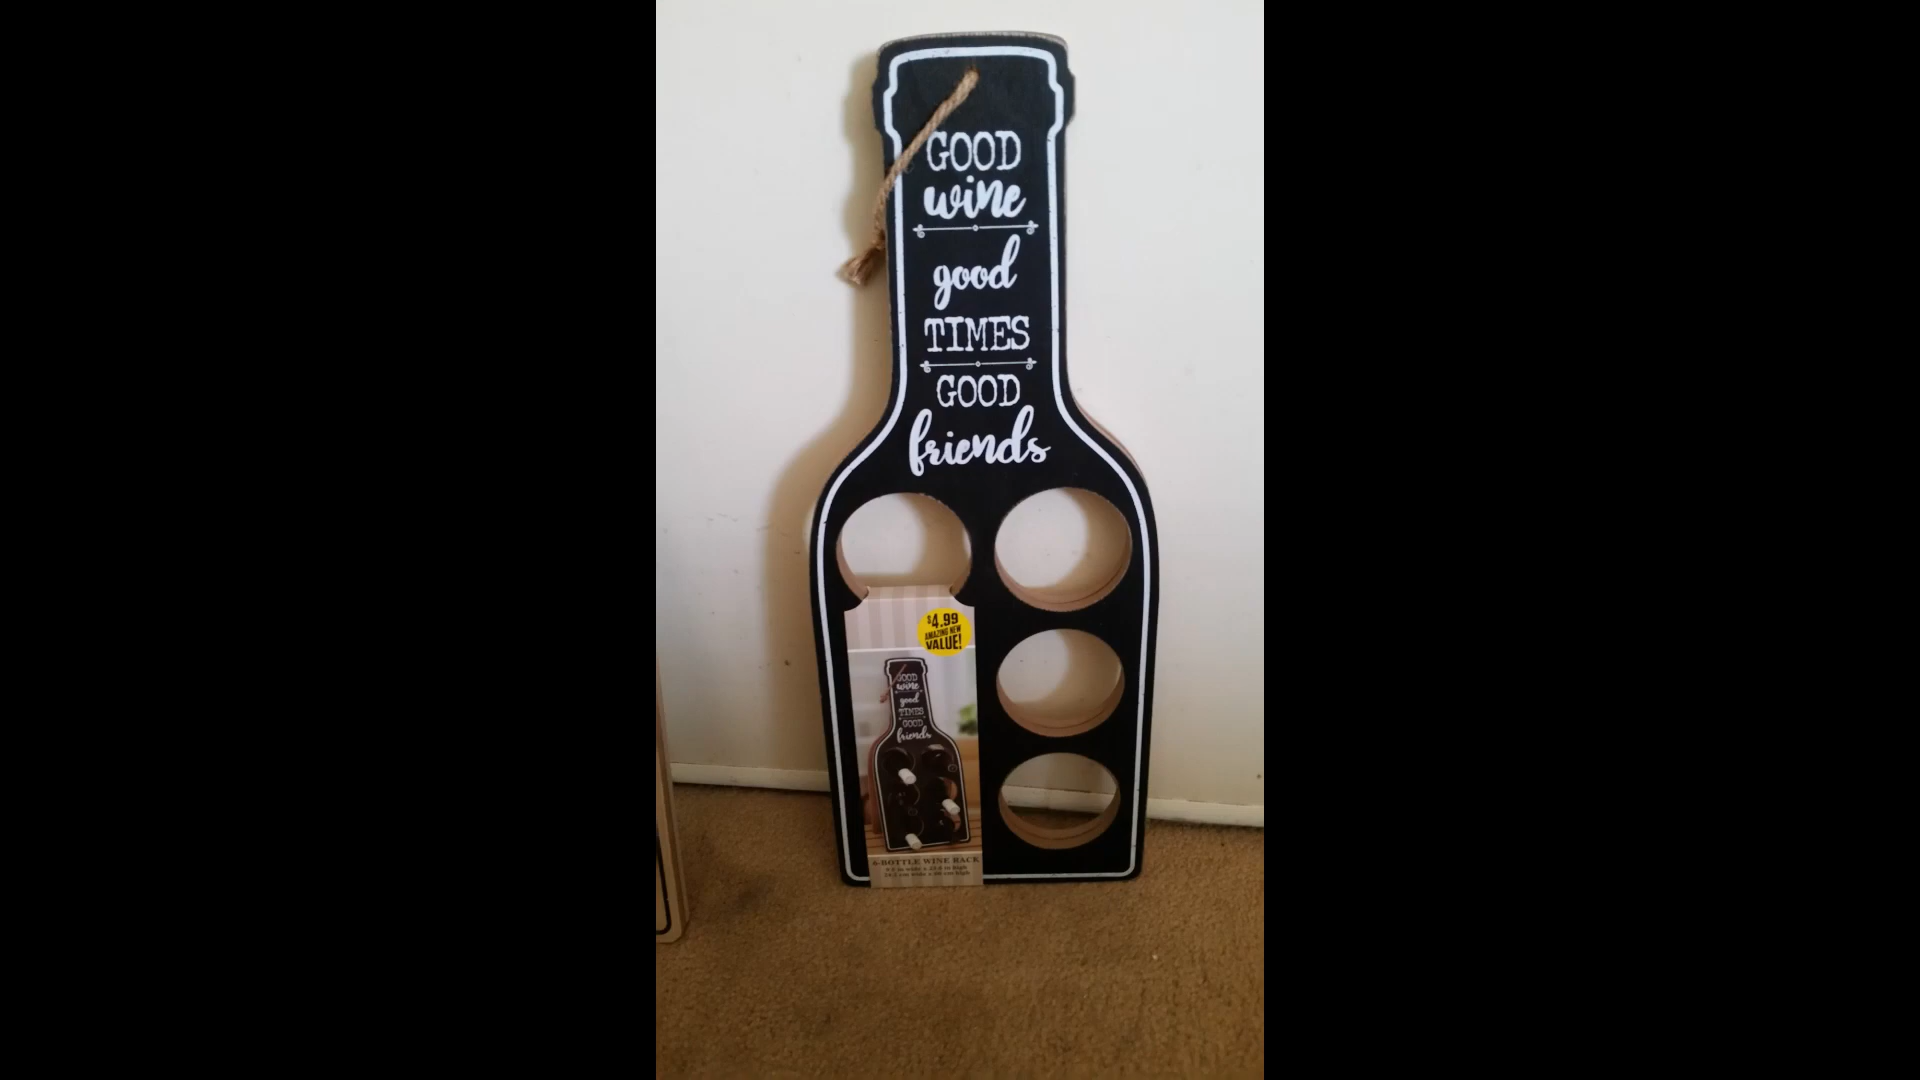 GOOD
wine
good
TIMES
GOOD
friends
$4.99
AMAZING NEW
VALUE!
GOOD
wine
good
TIMES
GOOD
friends
6-BOTTLE WINE RACK